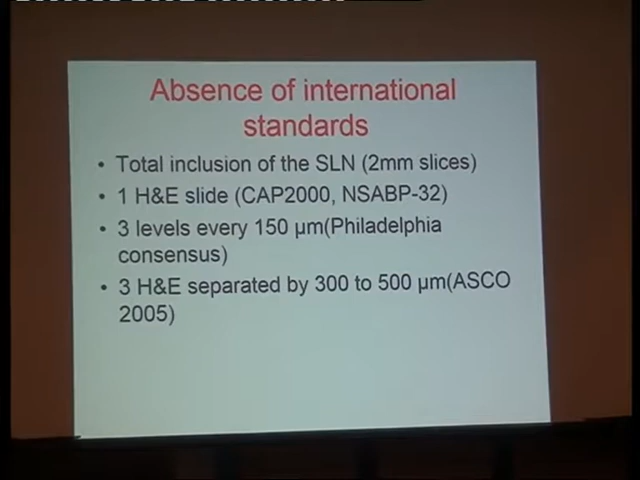 Absence of international
standards
• Total inclusion of the SLN (2mm slices)
• 1 H&E slide (CAP2000, NSABP-32)
• 3 levels every 150 µm(Philadelphia
consensus)
• 3 H&E separated by 300 to 500 µm(ASCO
2005)